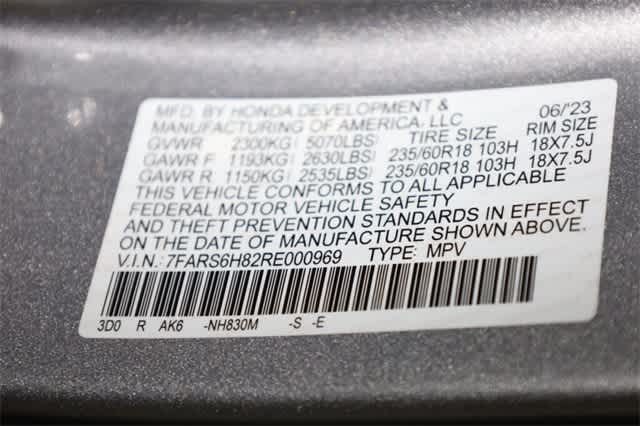 MFD. BY HONDA DEVELOPMENT & 06/'23
MANUFACTURING OF AMERICA, LLC
GVWR 2300KG( 5070LBS) TIRE SIZE RIM SIZE
GAWR F 1193KG( 2630LBS) 235/60R18 103H 18X7.5J
GAWR R 1150KG( 2535LBS) 235/60R18 103H 18X7.5J
THIS VEHICLE CONFORMS TO ALL APPLICABLE
FEDERAL MOTOR VEHICLE SAFETY
AND THEFT PREVENTION STANDARDS IN EFFECT
ON THE DATE OF MANUFACTURE SHOWN ABOVE.
V.I.N.: 7FARS6H82RE000969 TYPE: MPV
3D0 R AK6 -NH830M -S -E